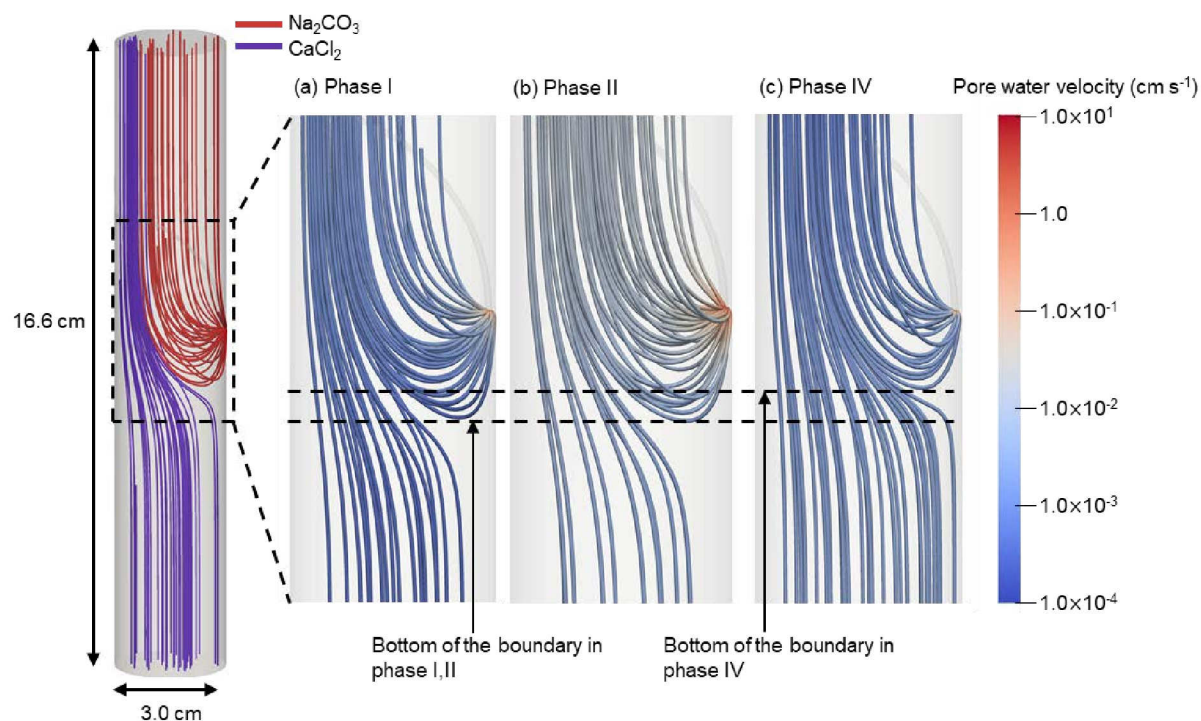 Na₂CO₃
CaCl₂
(a) Phase I
(b) Phase II
(c) Phase IV
Pore water velocity (cm s⁻¹)
1.0×10¹
1.0
1.0×10⁻¹
1.0×10⁻²
1.0×10⁻³
1.0×10⁻⁴
16.6 cm
3.0 cm
Bottom of the boundary in
phase I,II
Bottom of the boundary in
phase IV